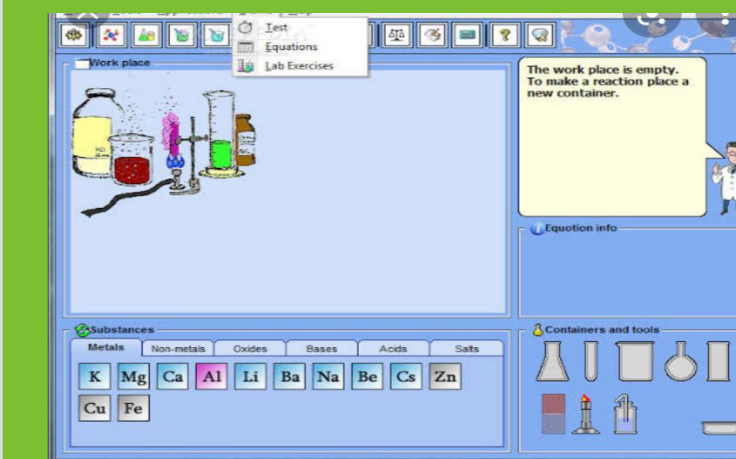 Test
Equations
Lab Exercises
Work place
The work place is empty.
To make a reaction place a
new container.
Equotion info
Substances
Metals
Non-metals
Oxides
Bases
Acids
Salts
K Mg Ca Al Li Ba Na Be Cs Zn
Cu Fe
Containers and tools